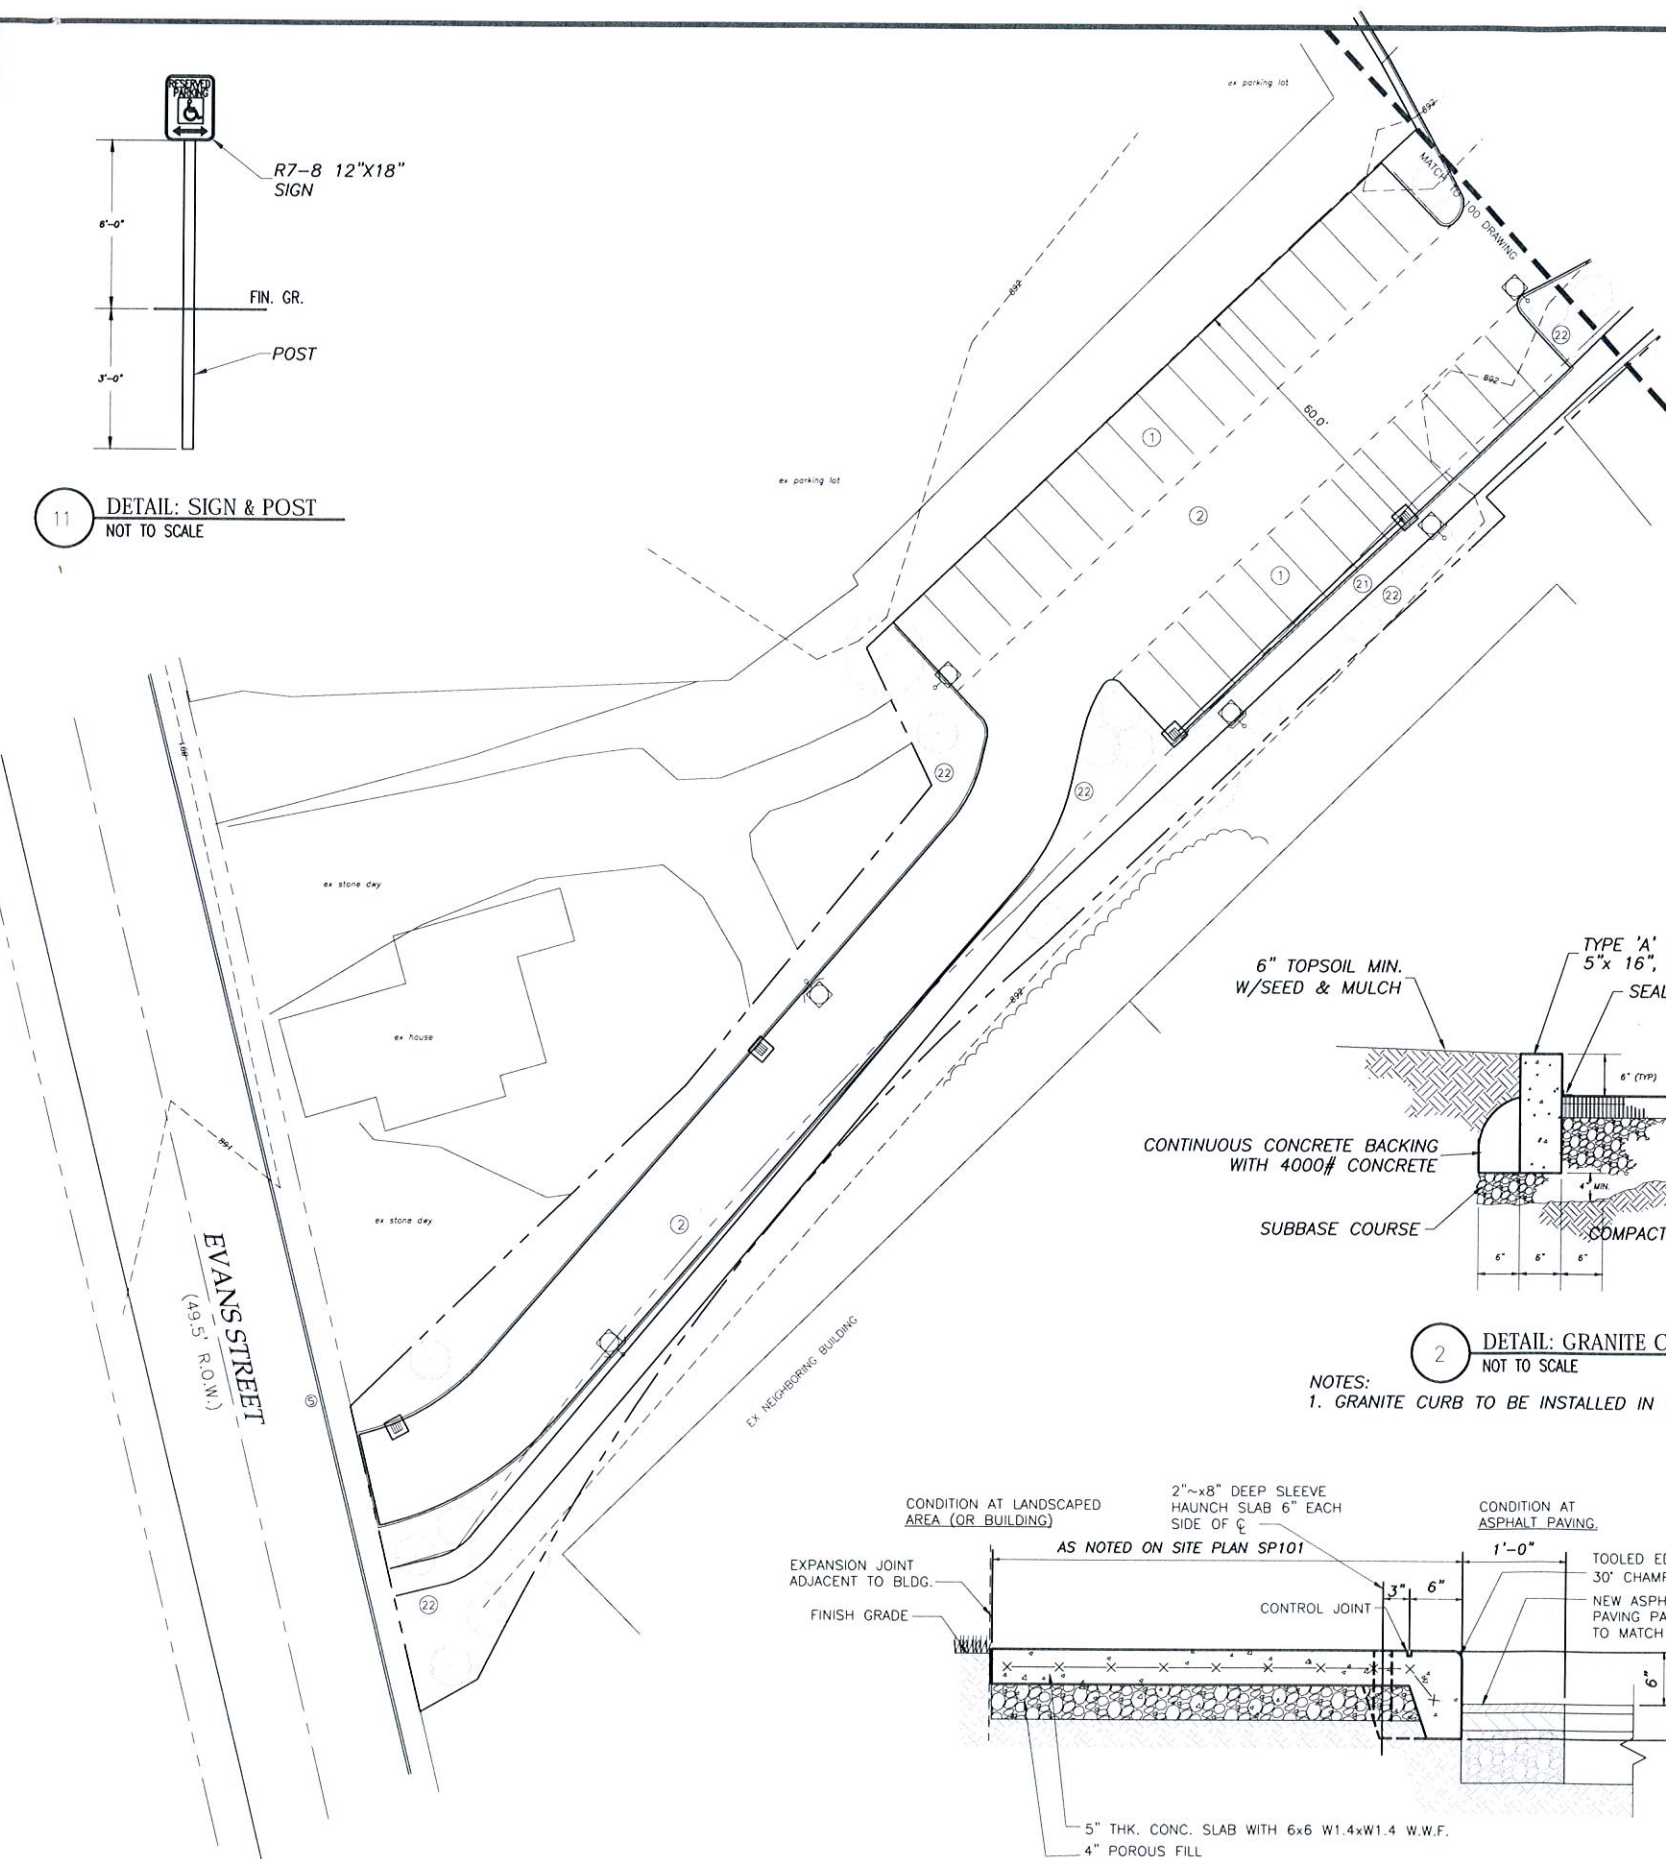 RESERVED
PARKING
R7-8 12"X18"
SIGN
6'-0"
FIN. GR.
POST
3'-0"
11
DETAIL: SIGN & POST
NOT TO SCALE
ex parking lot
892
892
MATCH TO 100 DRAWING
22
892
60.0'
1
2
ex parking lot
1
21
22
22
22
891
ex stone dwy
ex house
892
891
ex stone dwy
2
EVANS STREET
(49.5' R.O.W.)
5
EX NEIGHBORING BUILDING
22
6" TOPSOIL MIN.
W/SEED & MULCH
TYPE 'A'
5"x 16",
SEAL
6" (TYP)
CONTINUOUS CONCRETE BACKING
WITH 4000# CONCRETE
4" MIN.
SUBBASE COURSE
COMPACT
6" 6" 6"
2
DETAIL: GRANITE C
NOT TO SCALE
NOTES:
1. GRANITE CURB TO BE INSTALLED IN
CONDITION AT LANDSCAPED
AREA (OR BUILDING)
2"~x8" DEEP SLEEVE
HAUNCH SLAB 6" EACH
SIDE OF ℄
CONDITION AT
ASPHALT PAVING.
AS NOTED ON SITE PLAN SP101
1'-0"
EXPANSION JOINT
ADJACENT TO BLDG.
FINISH GRADE
CONTROL JOINT
3" 6"
TOOLED ED
30° CHAMF
NEW ASPH
PAVING PA
TO MATCH
6"
5" THK. CONC. SLAB WITH 6x6 W1.4xW1.4 W.W.F.
4" POROUS FILL